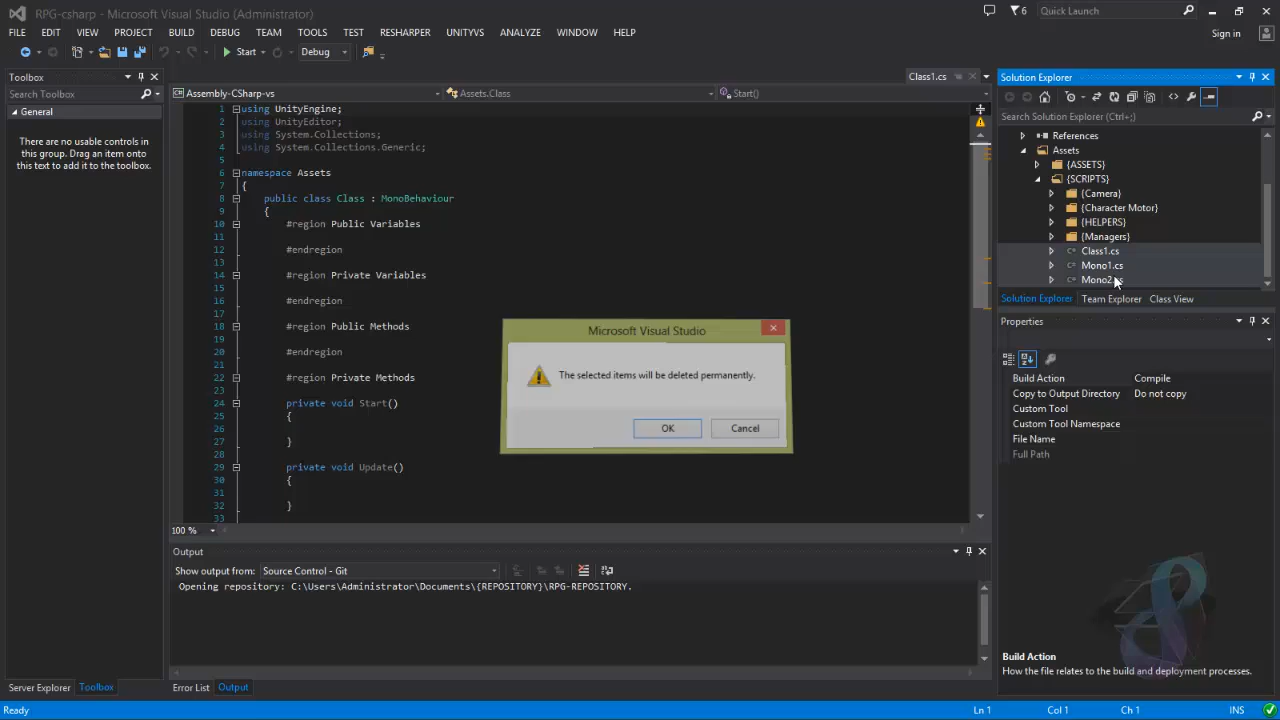 RPG-csharp - Microsoft Visual Studio (Administrator)
6
Quick Launch
FILE EDIT VIEW PROJECT BUILD DEBUG TEAM TOOLS TEST RESHARPER UNITYVS ANALYZE WINDOW HELP
Sign in
Start Debug
Toolbox
Search Toolbox
General
There are no usable controls in
this group. Drag an item onto
this text to add it to the toolbox.
Server Explorer Toolbox
Class1.cs
Assembly-CSharp-vs Assets.Class Start()
1 using UnityEngine;
2 using UnityEditor;
3 using System.Collections;
4 using System.Collections.Generic;
5
6 namespace Assets
7 {
8 public class Class : MonoBehaviour
9 {
10 #region Public Variables
11
12 #endregion
13
14 #region Private Variables
15
16 #endregion
17
18 #region Public Methods
19
20 #endregion
21
22 #region Private Methods
23
24 private void Start()
25 {
26
27 }
28
29 private void Update()
30 {
31
32 }
33
100 %
Microsoft Visual Studio
The selected items will be deleted permanently.
OK Cancel
Output
Show output from: Source Control - Git
Opening repository: C:\Users\Administrator\Documents\{REPOSITORY}\RPG-REPOSITORY.
Error List Output
Solution Explorer
Search Solution Explorer (Ctrl+;)
References
Assets
{ASSETS}
{SCRIPTS}
{Camera}
{Character Motor}
{HELPERS}
{Managers}
Class1.cs
Mono1.cs
Mono2.cs
Solution Explorer Team Explorer Class View
Properties
Build Action Compile
Copy to Output Directory Do not copy
Custom Tool
Custom Tool Namespace
File Name
Full Path
Build Action
How the file relates to the build and deployment processes.
Ready Ln 1 Col 1 Ch 1 INS